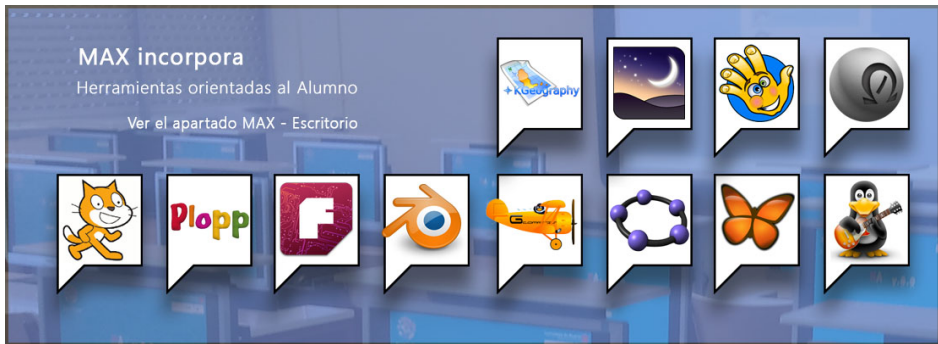 MAX incorpora
Herramientas orientadas al Alumno
Ver el apartado MAX - Escritorio
KGeography
Plopp
F